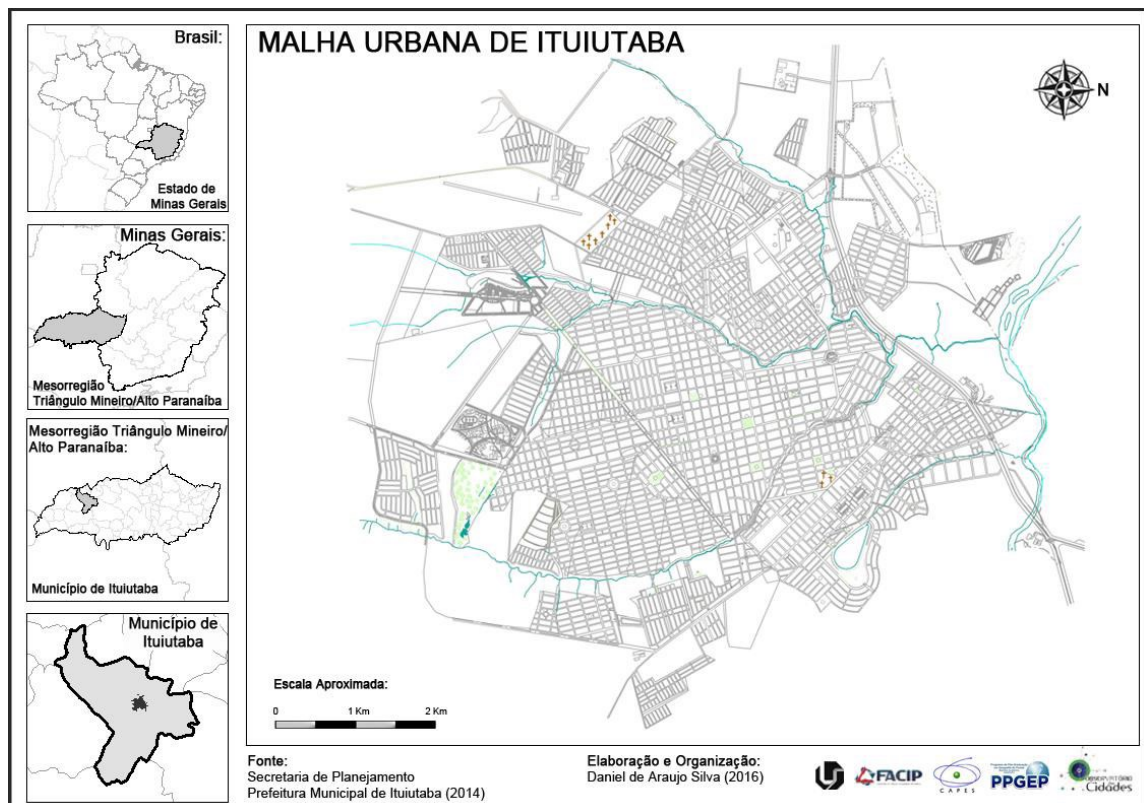 Brasil:
Estado de
Minas Gerais
Minas Gerais:
Mesorregião
Triângulo Mineiro/Alto Paranaíba
Mesorregião Triângulo Mineiro/
Alto Paranaíba:
Município de Ituiutaba
Município de
Ituiutaba
MALHA URBANA DE ITUIUTABA
N
Escala Aproximada:
0 1 Km 2 Km
Fonte:
Secretaria de Planejamento
Prefeitura Municipal de Ituiutaba (2014)
Elaboração e Organização:
Daniel de Araujo Silva (2016)
FACIP
CAPES
PPGEP
OBSERVATÓRIO
Cidades